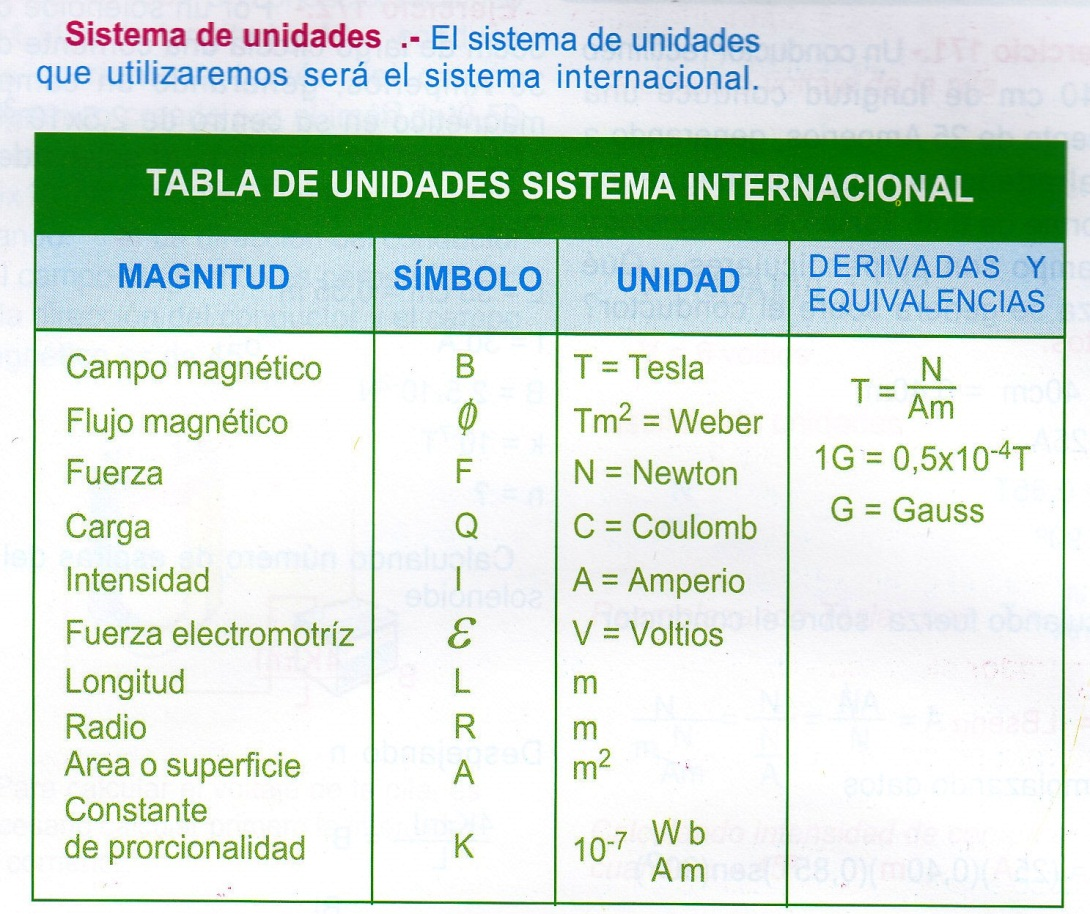 Sistema de unidades .- El sistema de unidades
que utilizaremos será el sistema internacional.
TABLA DE UNIDADES SISTEMA INTERNACIONAL
MAGNITUD SÍMBOLO UNIDAD DERIVADAS Y EQUIVALENCIAS
Campo magnético B T = Tesla T = N/Am
Flujo magnético ∅ Tm² = Weber
1G = 0,5x10⁻⁴T
Fuerza F N = Newton
G = Gauss
Carga Q C = Coulomb
Intensidad I A = Amperio
Fuerza electromotriz ℰ V = Voltios
Longitud L m
Radio R m
Area o superficie A m²
Constante
de prorcionalidad K 10⁻⁷ Wb/Am